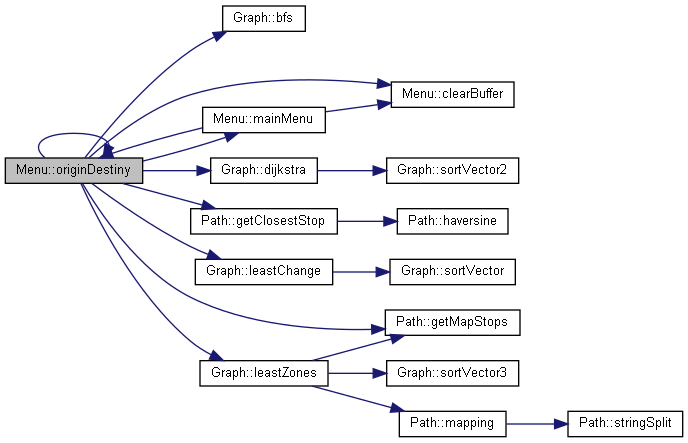 Graph::bfs
Menu::clearBuffer
Menu::mainMenu
Menu::originDestiny
Graph::dijkstra
Graph::sortVector2
Path::getClosestStop
Path::haversine
Graph::leastChange
Graph::sortVector
Path::getMapStops
Graph::leastZones
Graph::sortVector3
Path::mapping
Path::stringSplit